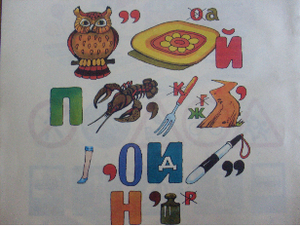 ,, оа Й
П , к ж ,
, О И Д ,,
Н , Р